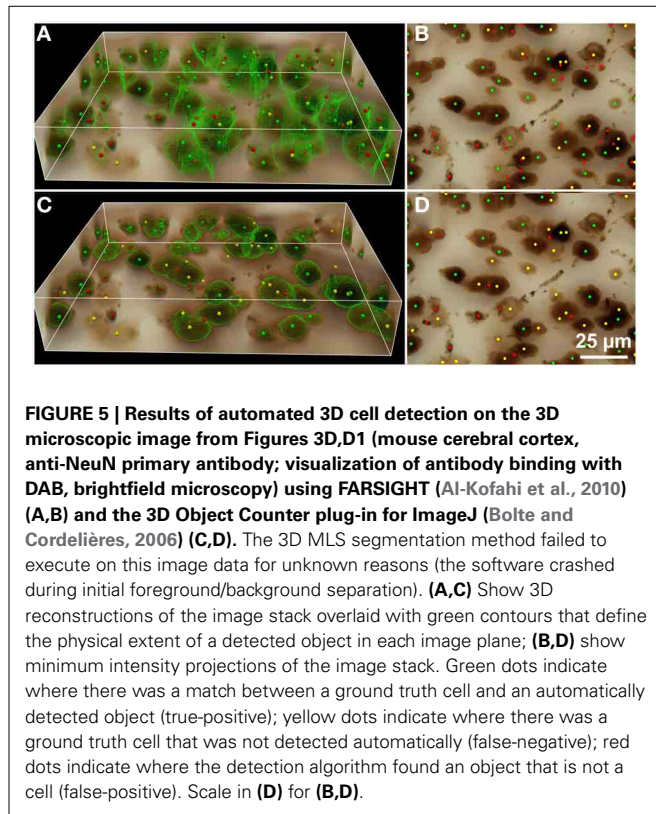 A
B
C
D
25 µm
FIGURE 5 | Results of automated 3D cell detection on the 3D
microscopic image from Figures 3D,D1 (mouse cerebral cortex,
anti-NeuN primary antibody; visualization of antibody binding with
DAB, brightfield microscopy) using FARSIGHT (Al-Kofahi et al., 2010)
(A,B) and the 3D Object Counter plug-in for ImageJ (Bolte and
Cordelières, 2006) (C,D). The 3D MLS segmentation method failed to
execute on this image data for unknown reasons (the software crashed
during initial foreground/background separation). (A,C) Show 3D
reconstructions of the image stack overlaid with green contours that define
the physical extent of a detected object in each image plane; (B,D) show
minimum intensity projections of the image stack. Green dots indicate
where there was a match between a ground truth cell and an automatically
detected object (true-positive); yellow dots indicate where there was a
ground truth cell that was not detected automatically (false-negative); red
dots indicate where the detection algorithm found an object that is not a
cell (false-positive). Scale in (D) for (B,D).